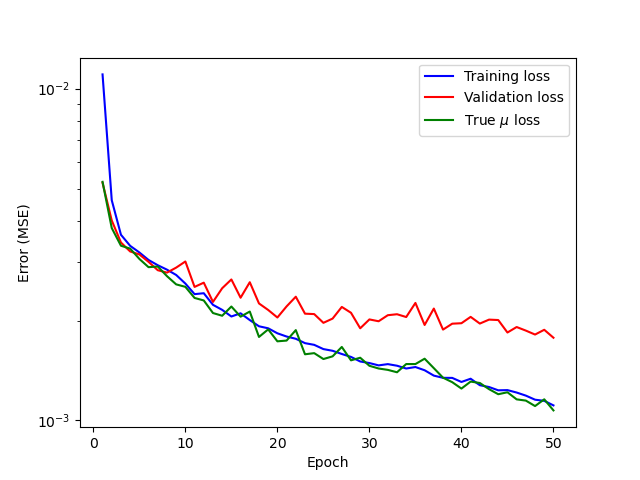 Training loss
Validation loss
True μ loss
10⁻²
10⁻³
Error (MSE)
0 10 20 30 40 50
Epoch